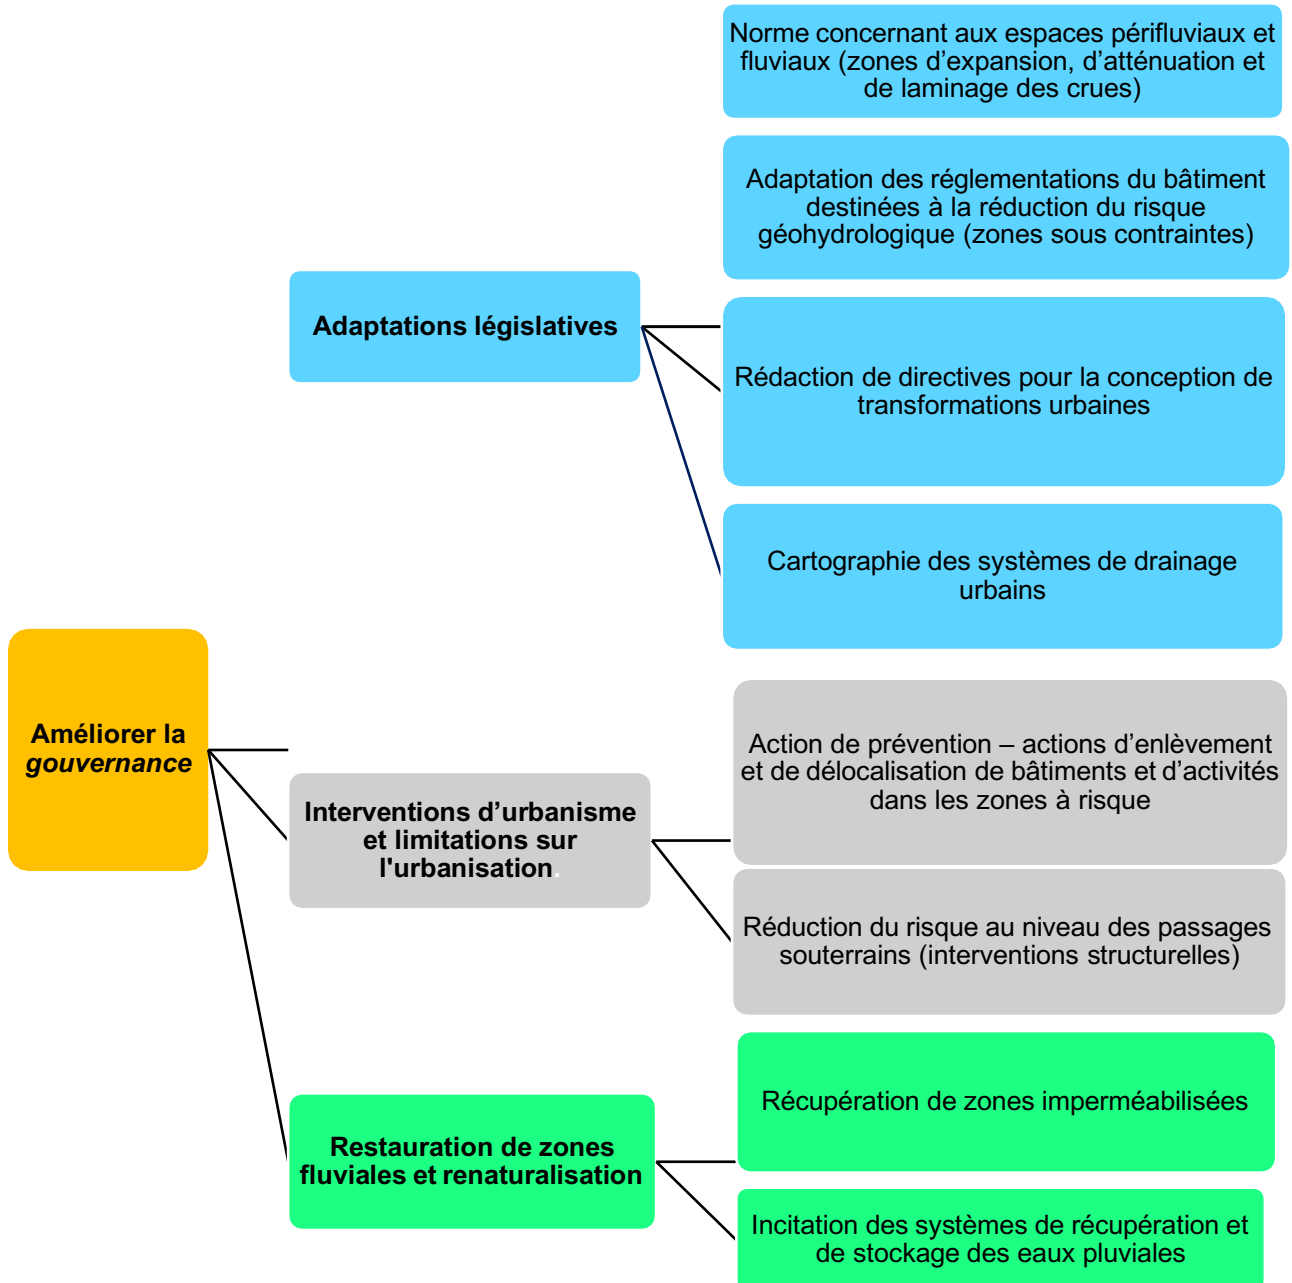 Norme concernant aux espaces périfluviaux et
fluviaux (zones d’expansion, d’atténuation et
de laminage des crues)
Adaptation des réglementations du bâtiment
destinées à la réduction du risque
géohydrologique (zones sous contraintes)
Adaptations législatives
Rédaction de directives pour la conception de
transformations urbaines
Cartographie des systèmes de drainage
urbains
Améliorer la
gouvernance
Interventions d’urbanisme
et limitations sur
l'urbanisation.
Action de prévention – actions d’enlèvement
et de délocalisation de bâtiments et d’activités
dans les zones à risque
Réduction du risque au niveau des passages
souterrains (interventions structurelles)
Restauration de zones
fluviales et renaturalisation
Récupération de zones imperméabilisées
Incitation des systèmes de récupération et
de stockage des eaux pluviales